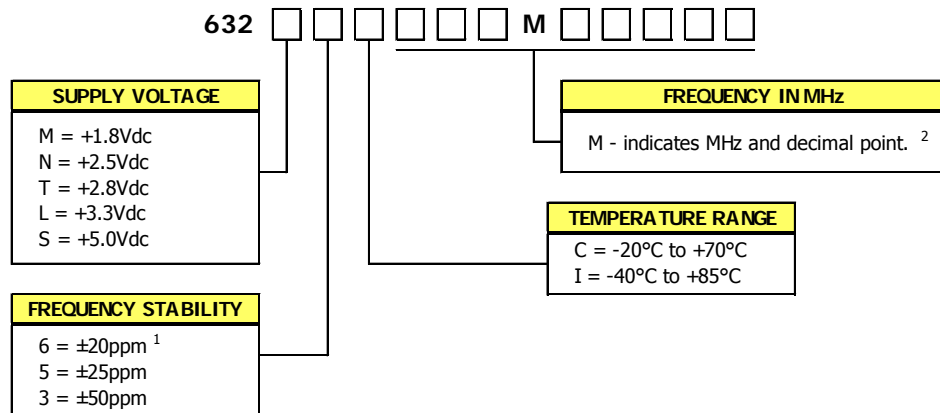 632 M
SUPPLY VOLTAGE
M = +1.8Vdc
N = +2.5Vdc
T = +2.8Vdc
L = +3.3Vdc
S = +5.0Vdc
FREQUENCY IN MHz
M - indicates MHz and decimal point. 2
TEMPERATURE RANGE
C = -20°C to +70°C
I = -40°C to +85°C
FREQUENCY STABILITY
6 = ±20ppm 1
5 = ±25ppm
3 = ±50ppm